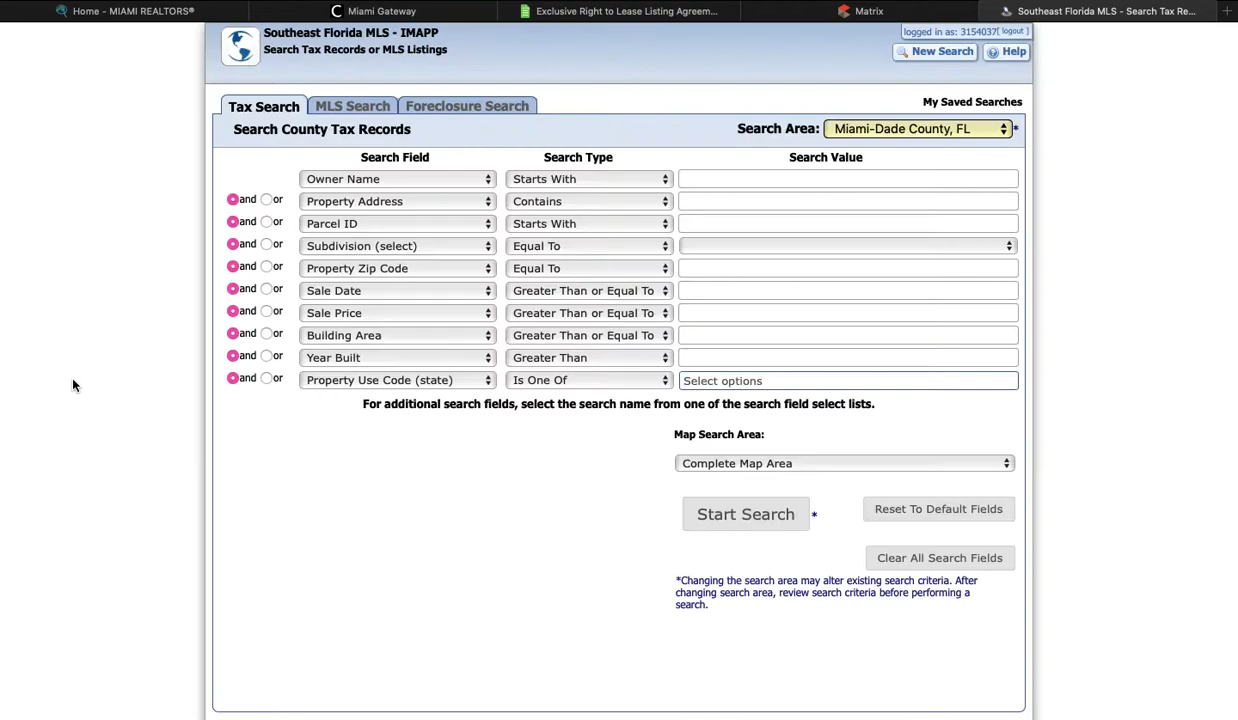 Home - MIAMI REALTORS®
Miami Gateway
Exclusive Right to Lease Listing Agreem...
Matrix
Southeast Florida MLS - Search Tax Re...
Southeast Florida MLS - IMAPP
Search Tax Records or MLS Listings
logged in as: 3154037[ logout ]
New Search
Help
Tax Search
MLS Search
Foreclosure Search
My Saved Searches
Search County Tax Records
Search Area: Miami-Dade County, FL *
Search Field Search Type Search Value
Owner Name Starts With
and or Property Address Contains
and or Parcel ID Starts With
and or Subdivision (select) Equal To
and or Property Zip Code Equal To
and or Sale Date Greater Than or Equal To
and or Sale Price Greater Than or Equal To
and or Building Area Greater Than or Equal To
and or Year Built Greater Than
and or Property Use Code (state) Is One Of Select options
For additional search fields, select the search name from one of the search field select lists.
Map Search Area:
Complete Map Area
Start Search *
Reset To Default Fields
Clear All Search Fields
*Changing the search area may alter existing search criteria. After
changing search area, review search criteria before performing a
search.